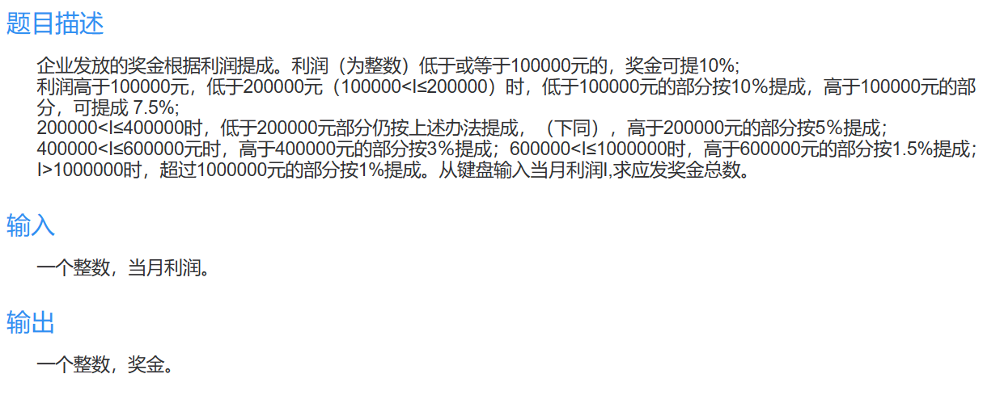 题目描述
企业发放的奖金根据利润提成。利润（为整数）低于或等于100000元的，奖金可提10%;
利润高于100000元，低于200000元（100000<I≤200000）时，低于100000元的部分按10％提成，高于100000元的部
分，可提成 7.5%;
200000<I≤400000时，低于200000元部分仍按上述办法提成，（下同），高于200000元的部分按5％提成；
400000<I≤600000元时，高于400000元的部分按3％提成；600000<I≤1000000时，高于600000元的部分按1.5%提成；
I>1000000时，超过1000000元的部分按1%提成。从键盘输入当月利润I,求应发奖金总数。
输入
一个整数，当月利润。
输出
一个整数，奖金。